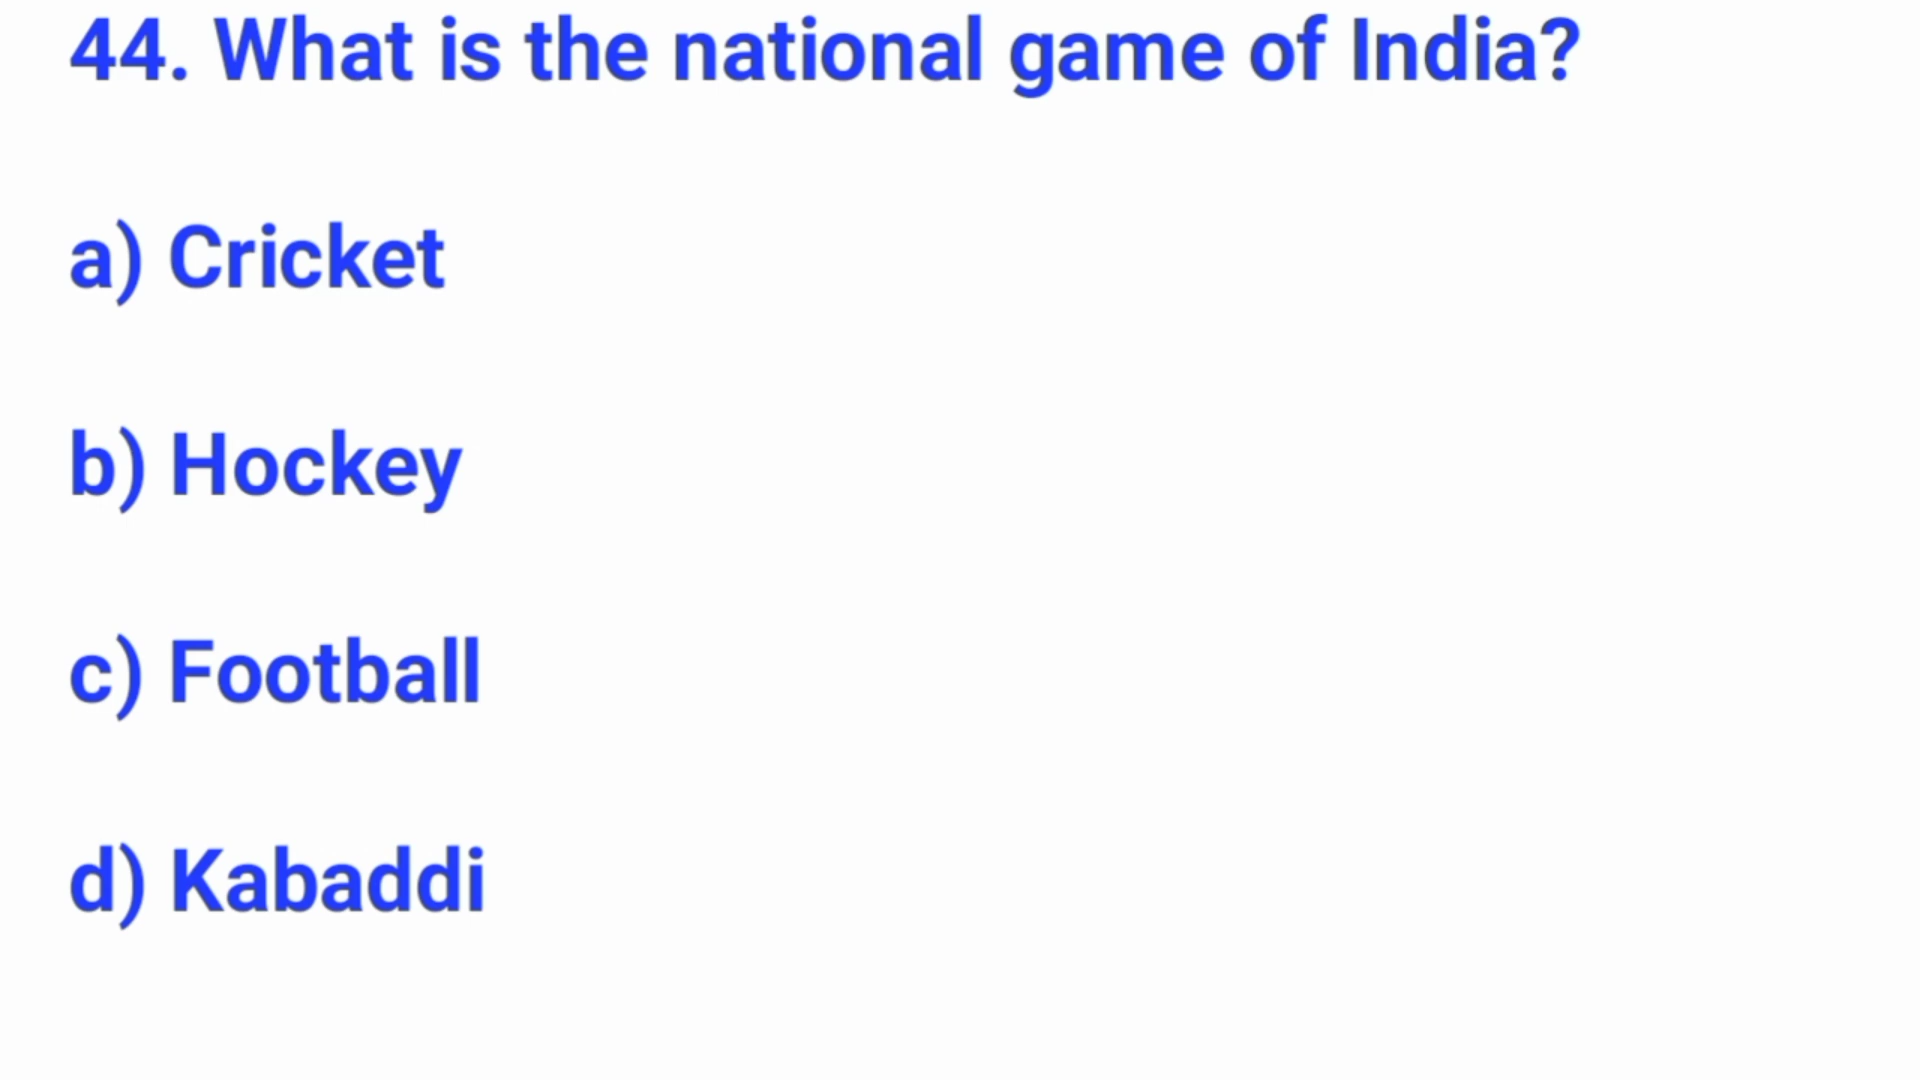 44. What is the national game of India?
a) Cricket
b) Hockey
c) Football
d) Kabaddi